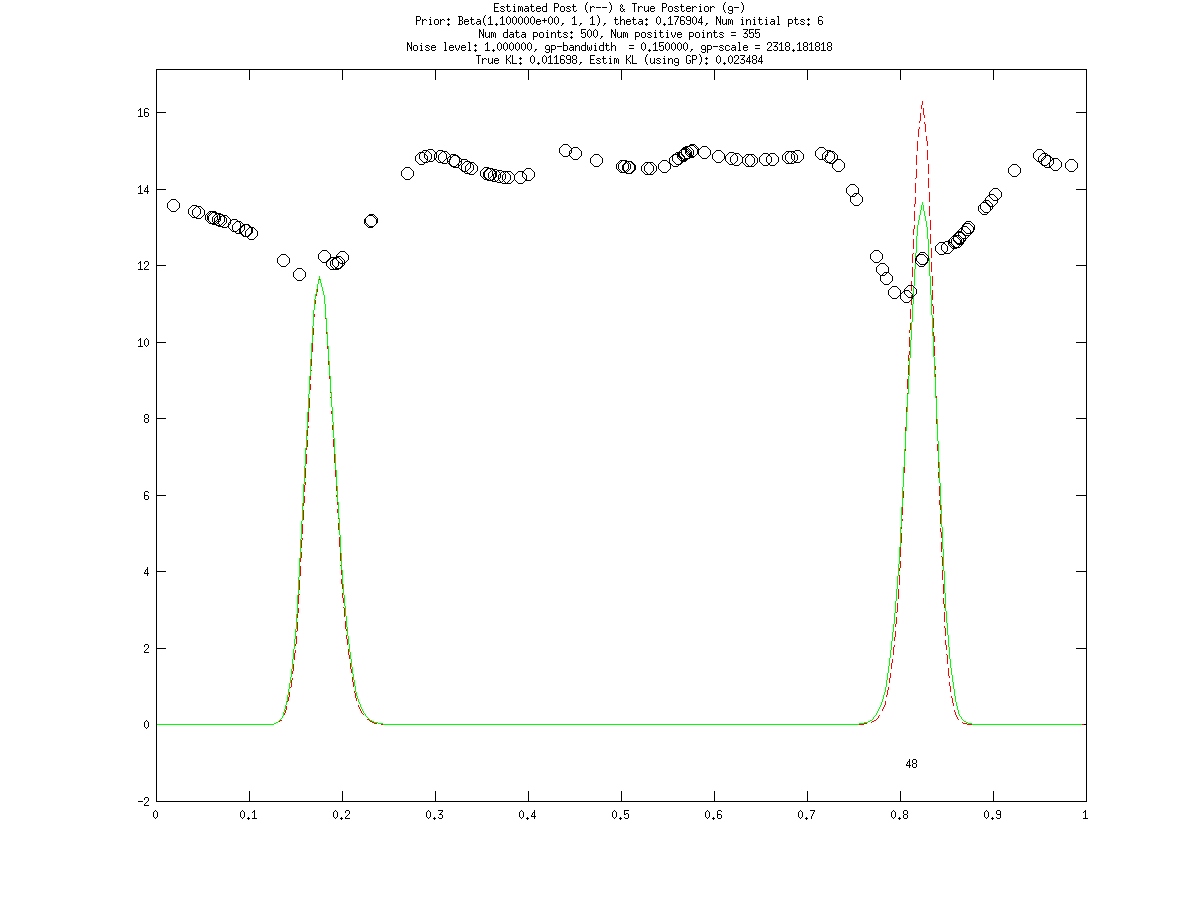 Estimated Post (r--) & True Posterior (g-)
Prior: Beta(1.100000e+00, 1, 1), theta: 0.176904, Num initial pts: 6
Num data points: 500, Num positive points = 355
Noise level: 1.000000, gp-bandwidth  = 0.150000, gp-scale = 2318.181818
True KL: 0.011698, Estim KL (using GP): 0.023484
16
14
12
10
8
6
4
2
0
48
-2
0 0.1 0.2 0.3 0.4 0.5 0.6 0.7 0.8 0.9 1